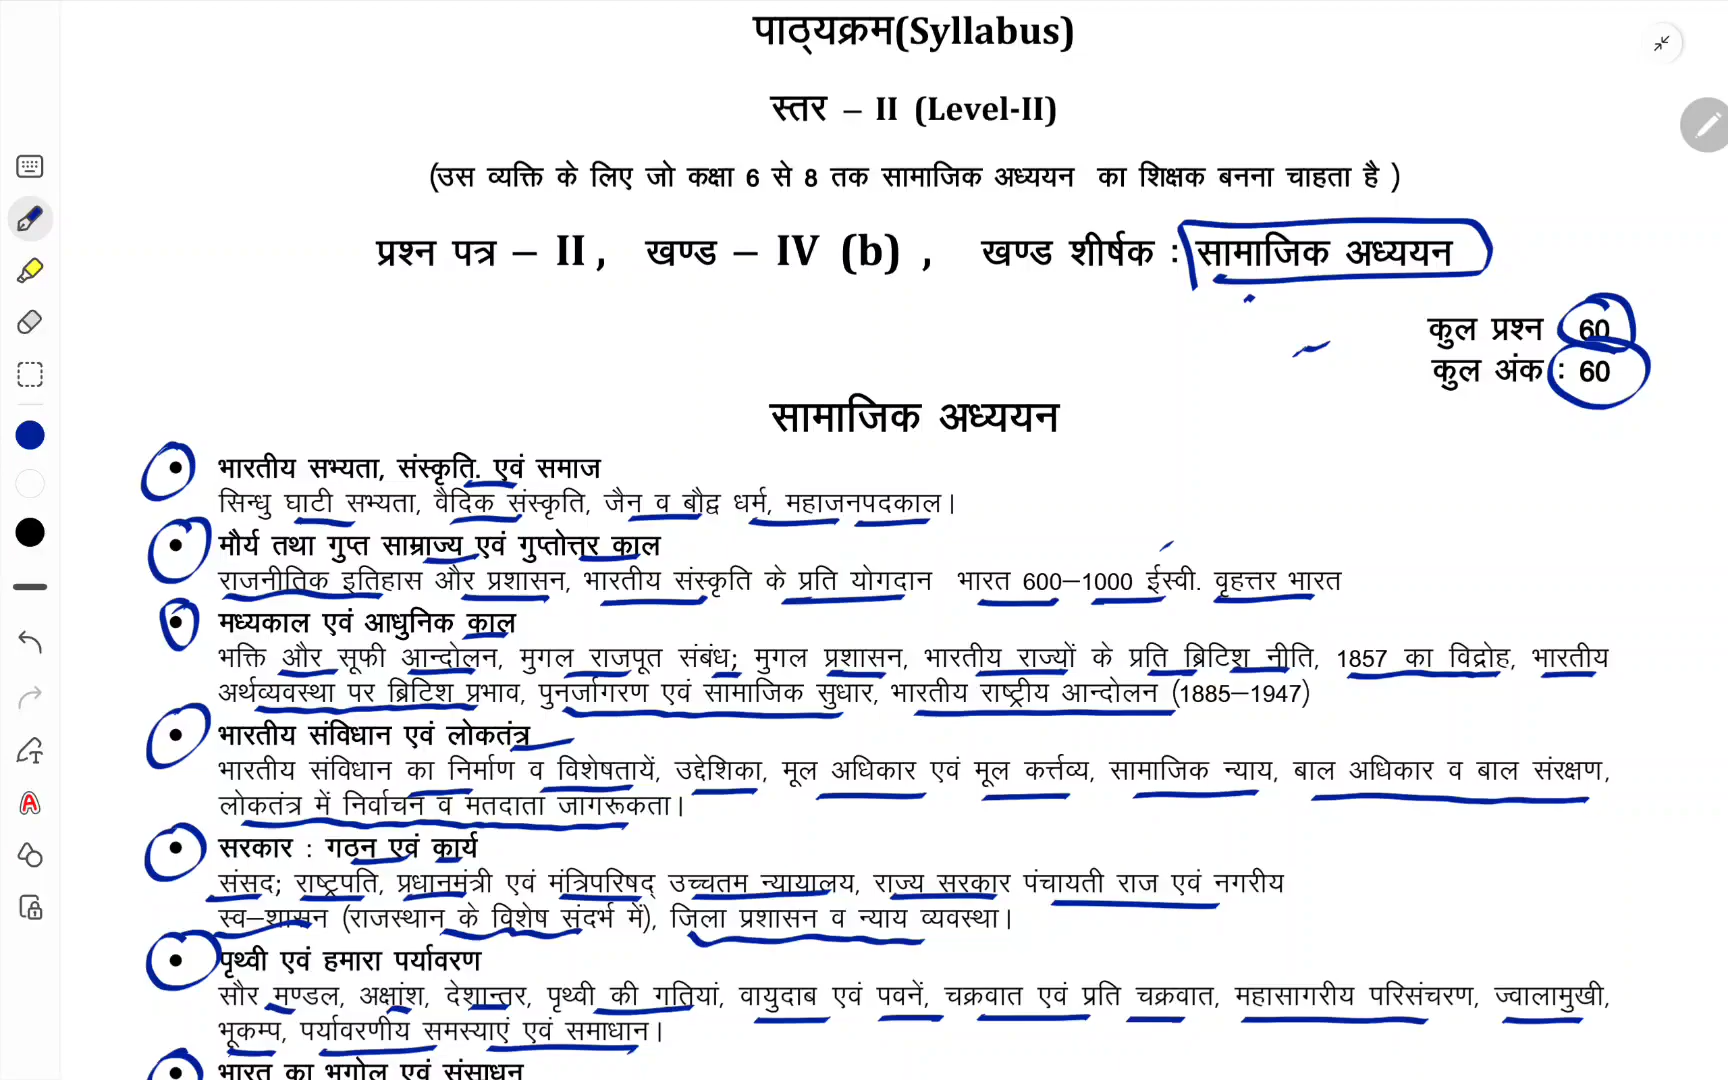 पाठ्यक्रम(Syllabus)
स्तर – II (Level-II)
(उस व्यक्ति के लिए जो कक्षा 6 से 8 तक सामाजिक अध्ययन का शिक्षक बनना चाहता है )
प्रश्न पत्र – II, खण्ड – IV (b) , खण्ड शीर्षक : सामाजिक अध्ययन
कुल प्रश्न : 60
कुल अंक : 60
सामाजिक अध्ययन
• भारतीय सभ्यता, संस्कृति. एवं समाज
सिन्धु घाटी सभ्यता, वैदिक संस्कृति, जैन व बौद्व धर्म, महाजनपदकाल।
• मौर्य तथा गुप्त साम्राज्य एवं गुप्तोत्तर काल
राजनीतिक इतिहास और प्रशासन, भारतीय संस्कृति के प्रति योगदान भारत 600–1000 ईस्वी. वृहत्तर भारत
• मध्यकाल एवं आधुनिक काल
भक्ति और सूफी आन्दोलन, मुगल राजपूत संबंध; मुगल प्रशासन, भारतीय राज्यों के प्रति ब्रिटिश नीति, 1857 का विद्रोह, भारतीय
अर्थव्यवस्था पर ब्रिटिश प्रभाव, पुनर्जागरण एवं सामाजिक सुधार, भारतीय राष्ट्रीय आन्दोलन (1885–1947)
• भारतीय संविधान एवं लोकतंत्र
भारतीय संविधान का निर्माण व विशेषतायें, उद्देशिका, मूल अधिकार एवं मूल कर्त्तव्य, सामाजिक न्याय, बाल अधिकार व बाल संरक्षण,
लोकतंत्र में निर्वाचन व मतदाता जागरूकता।
• सरकार : गठन एवं कार्य
संसद; राष्ट्रपति, प्रधानमंत्री एवं मंत्रिपरिषद् उच्चतम न्यायालय, राज्य सरकार पंचायती राज एवं नगरीय
स्व–शासन (राजस्थान के विशेष संदर्भ में), जिला प्रशासन व न्याय व्यवस्था।
• पृथ्वी एवं हमारा पर्यावरण
सौर मण्डल, अक्षांश, देशान्तर, पृथ्वी की गतियां, वायुदाब एवं पवनें, चक्रवात एवं प्रति चक्रवात, महासागरीय परिसंचरण, ज्वालामुखी,
भूकम्प, पर्यावरणीय समस्याएं एवं समाधान।
• भारत का भूगोल एवं संसाधन